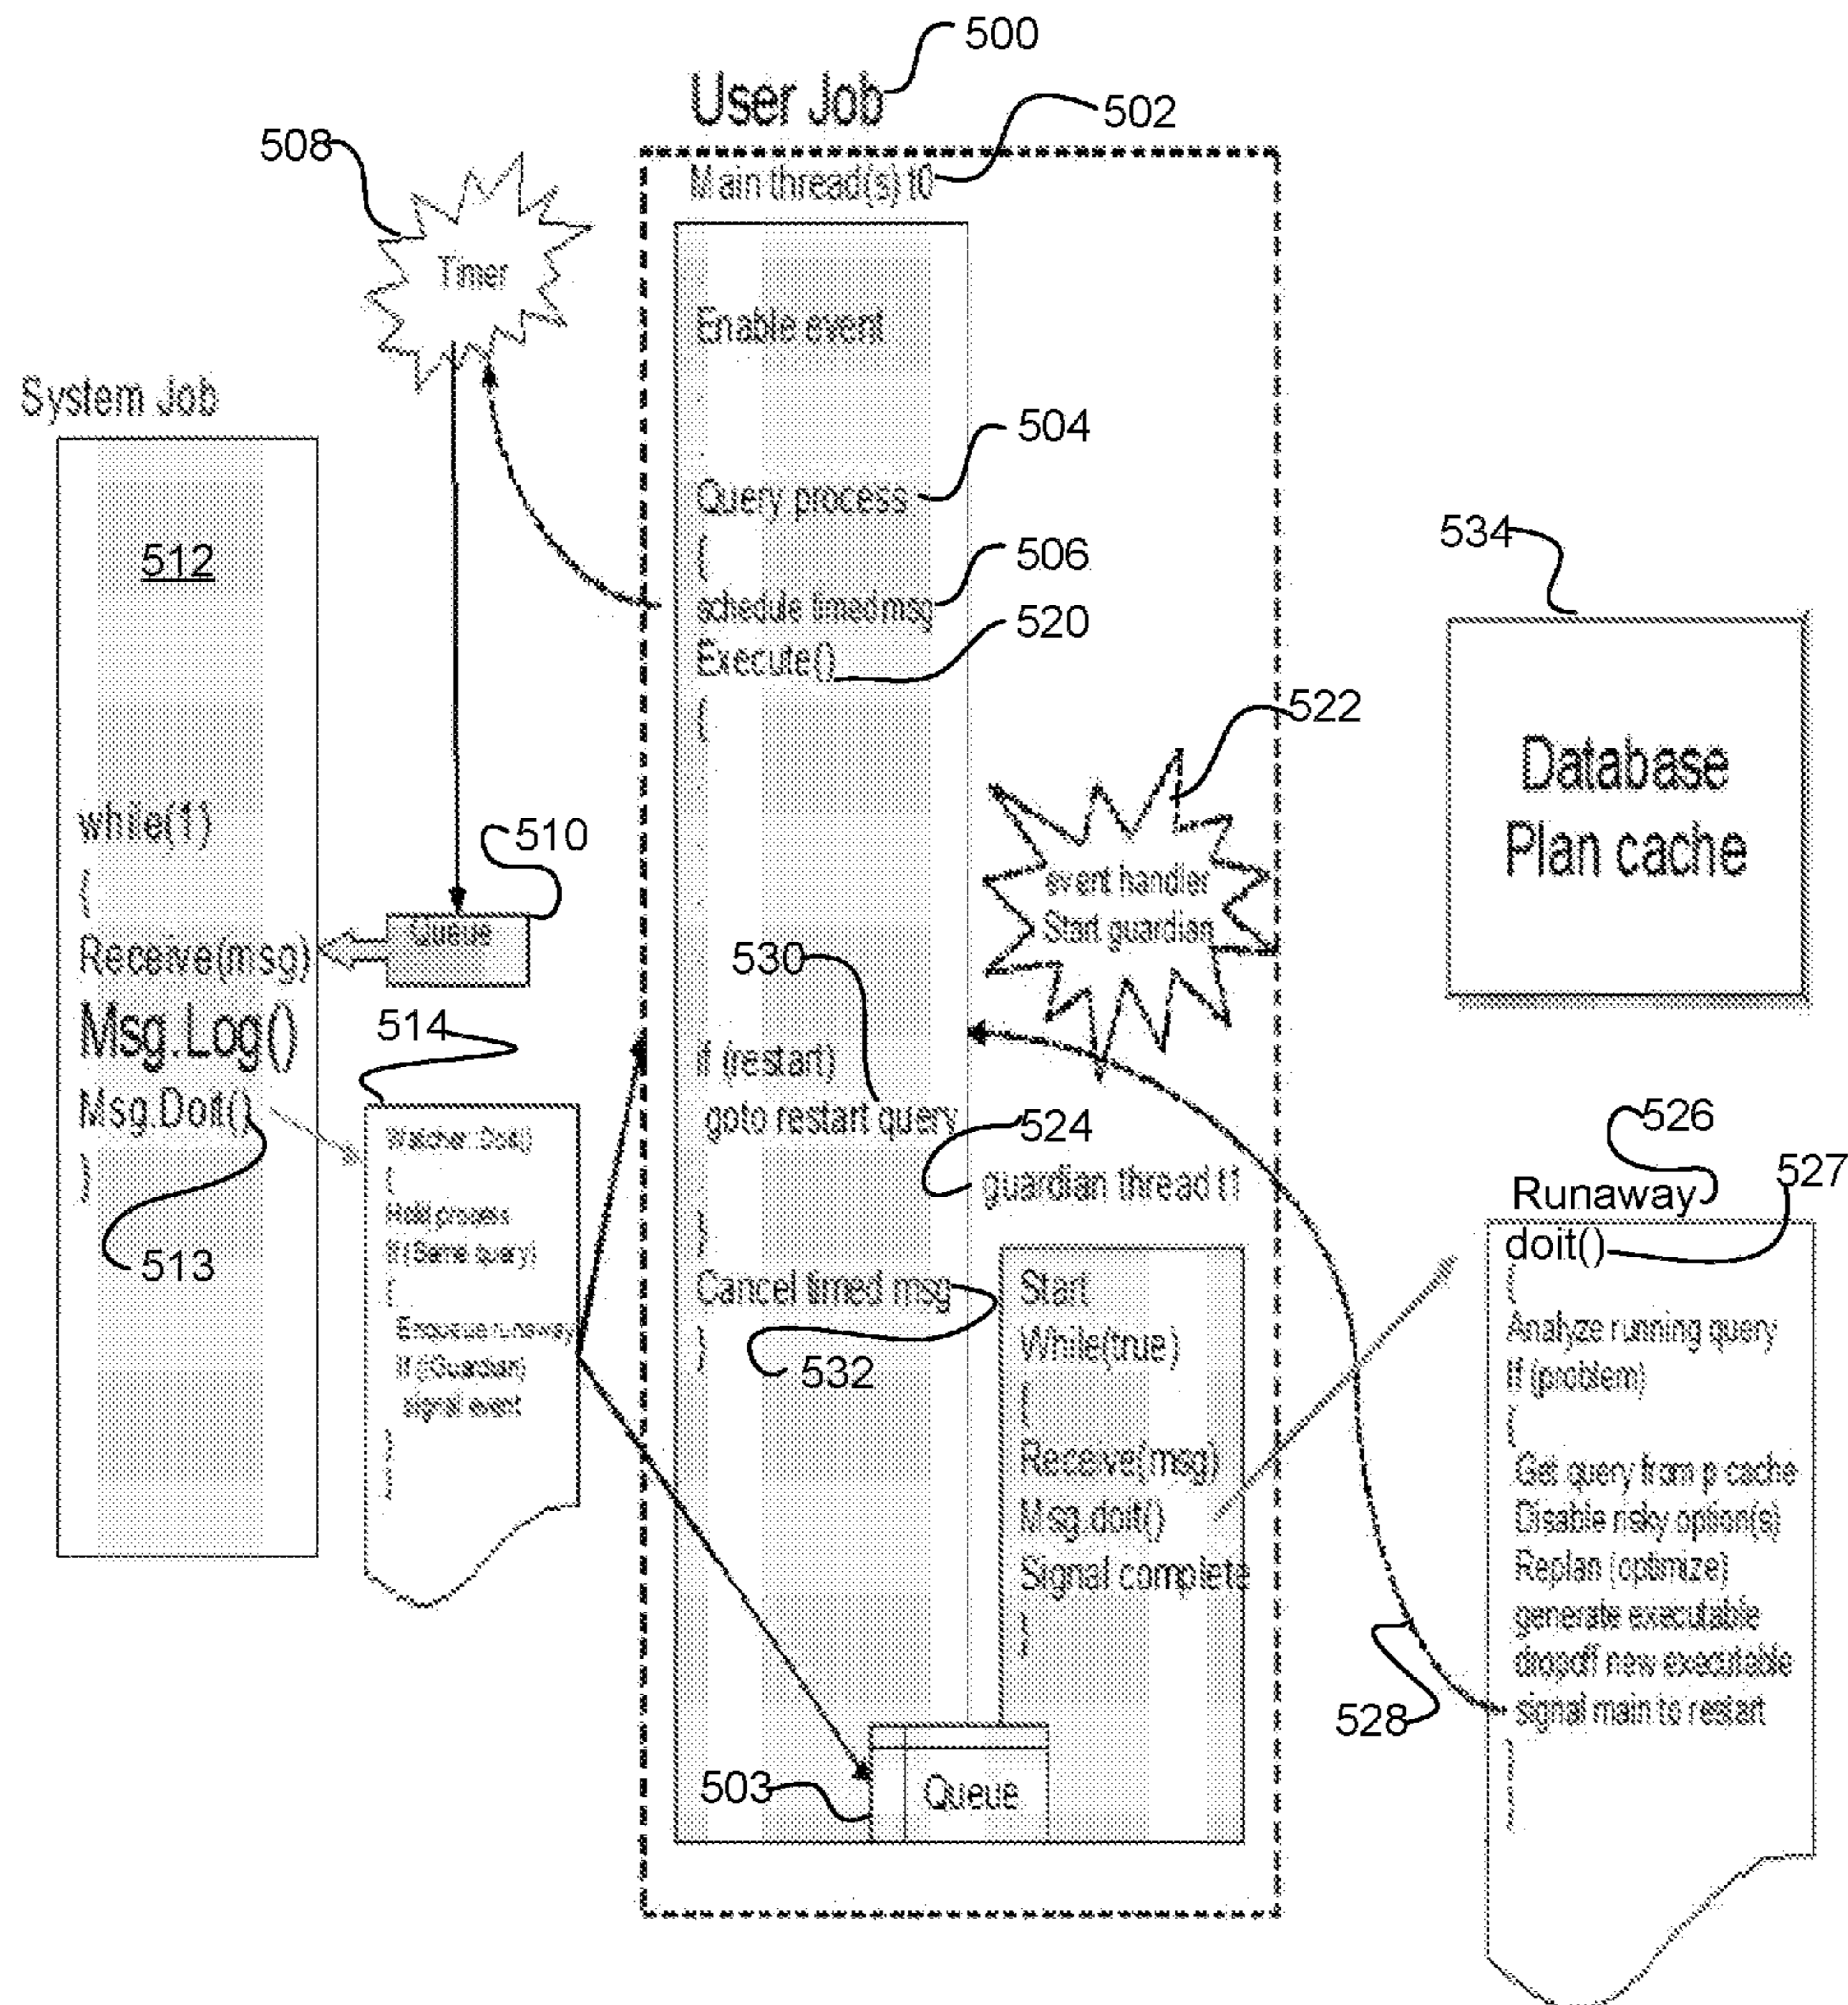 500
User Job
502
508
Main thread(s) t0
Timer
Enable event
System Job
504
Query process
{
506
schedule timed msg
520
Execute()
{
522
534
Database
Plan cache
512
while(1)
{
Receive(msg)
Msg.Log()
Msg.Doit()
}
513
510
Queue
514
Watcher::Doit()
{
Hold process
If (Same query)
{
Enqueue runaway
If (!Guardian)
signal event
}
}
event handler
Start guardian
530
if (restart)
goto restart query
524
guardian thread t1
}
Cancel timed msg
}
532
Start
While(true)
{
Receive(msg)
Msg.doit()
Signal complete
}
503
Queue
526
527
Runaway
doit()
{
Analyze running query
If (problem)
{
Get query from p cache
Disable risky option(s)
Replan (optimize)
generate executable
dropoff new executable
signal main to restart
}
}
528